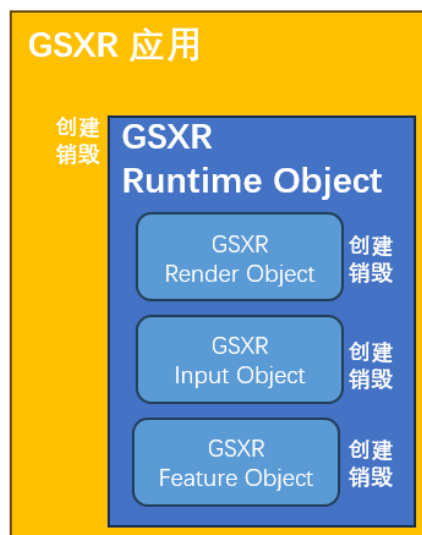 GSXR 应用
创建
销毁
GSXR
Runtime Object
GSXR
Render Object
创建
销毁
GSXR
Input Object
创建
销毁
GSXR
Feature Object
创建
销毁